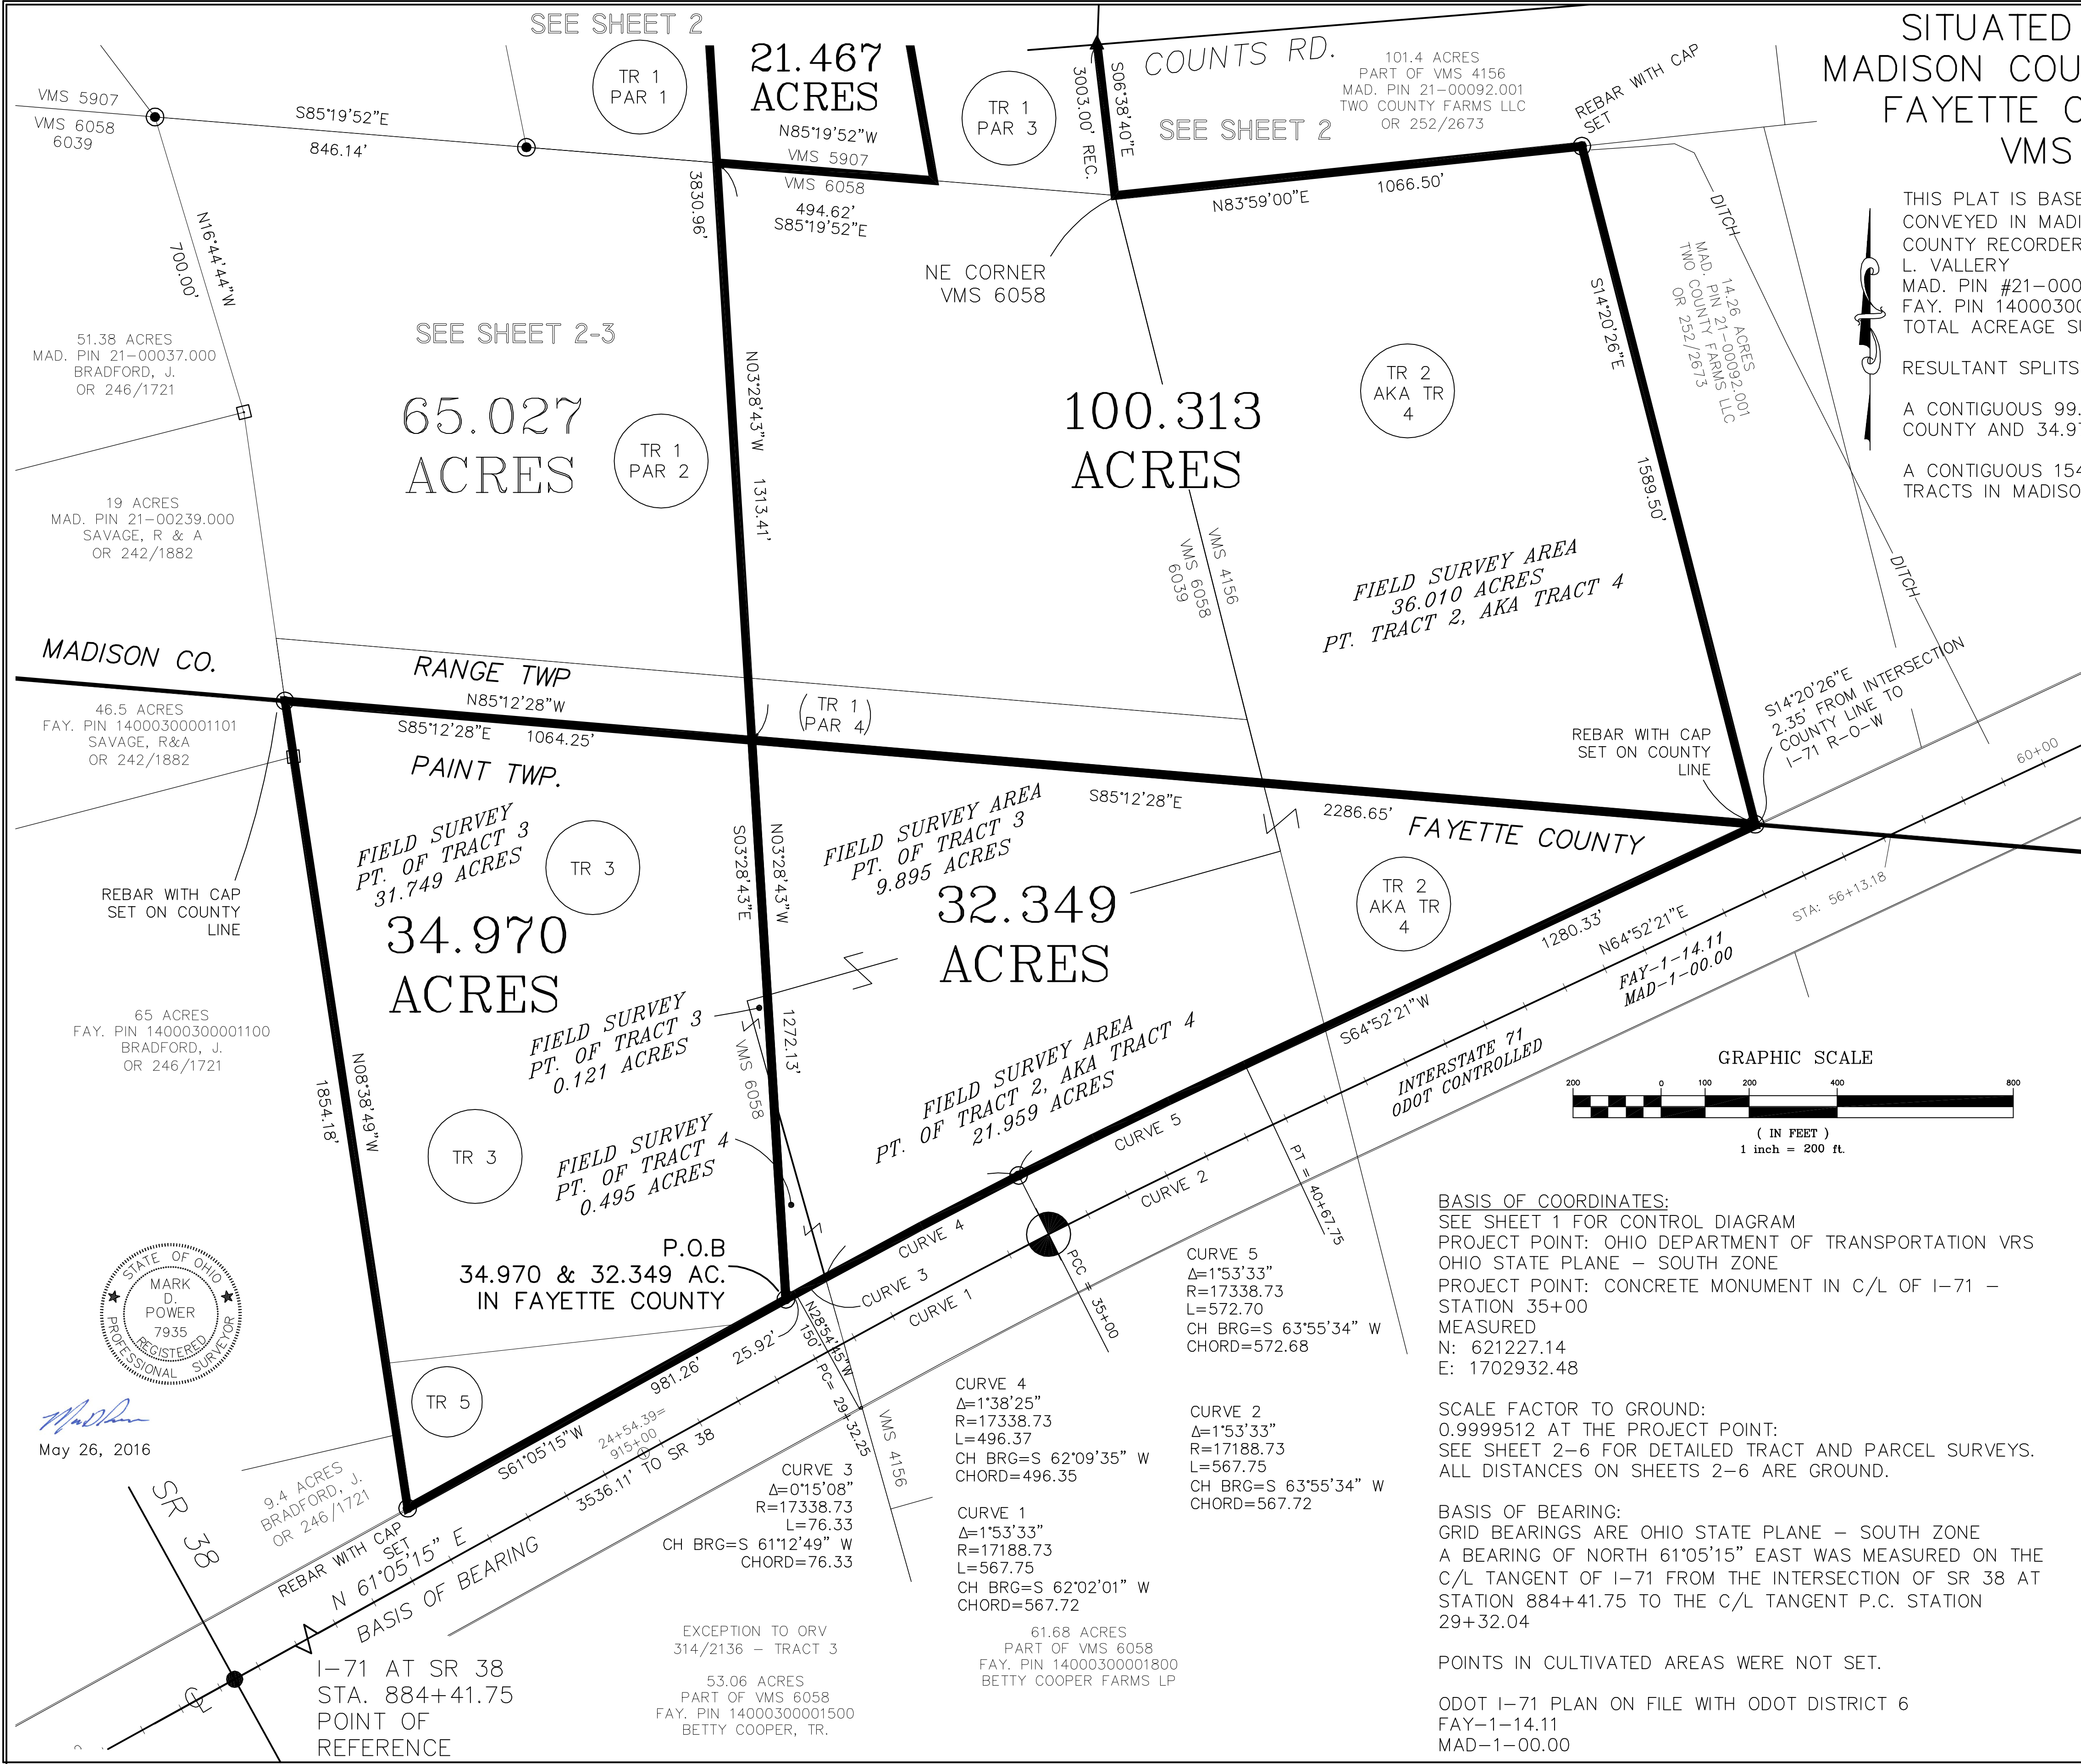 SEE SHEET 2
TR 1
PAR 1
21.467
ACRES
N85°19'52"W
VMS 5907
VMS 6058
494.62'
S85°19'52"E
TR 1
PAR 3
S06°38'40"E
3003.00' REC.
COUNTS RD.
SEE SHEET 2
101.4 ACRES
PART OF VMS 4156
MAD. PIN 21-00092.001
TWO COUNTY FARMS LLC
OR 252/2673
REBAR WITH CAP
SET
SITUATED
MADISON COU
FAYETTE C
VMS
VMS 5907
VMS 6058
6039
S85°19'52"E
846.14'
3830.96'
N83°59'00"E
1066.50'
DITCH
THIS PLAT IS BASE
CONVEYED IN MADI
COUNTY RECORDER
L. VALLERY
MAD. PIN #21-000
FAY. PIN 14000300
TOTAL ACREAGE SU
RESULTANT SPLITS
A CONTIGUOUS 99.
COUNTY AND 34.97
A CONTIGUOUS 154
TRACTS IN MADISO
N16°44'44"W
700.00'
NE CORNER
VMS 6058
S14°20'26"E
1589.50'
14.26 ACRES
MAD. PIN 21-00092.001
TWO COUNTY FARMS LLC
OR 252/2673
51.38 ACRES
MAD. PIN 21-00037.000
BRADFORD, J.
OR 246/1721
SEE SHEET 2-3
65.027
ACRES
TR 1
PAR 2
N03°28'43"W 1313.41'
100.313
ACRES
TR 2
AKA TR
4
19 ACRES
MAD. PIN 21-00239.000
SAVAGE, R & A
OR 242/1882
VMS 4156
VMS 6058
6039
FIELD SURVEY AREA
36.010 ACRES
PT. TRACT 2, AKA TRACT 4
DITCH
MADISON CO.
RANGE TWP
N85°12'28"W
S85°12'28"E 1064.25'
PAINT TWP.
(TR 1
PAR 4)
46.5 ACRES
FAY. PIN 14000300001101
SAVAGE, R&A
OR 242/1882
REBAR WITH CAP
SET ON COUNTY
LINE
S14°20'26"E
2.35' FROM INTERSECTION
COUNTY LINE TO
I-71 R-O-W
60+00
S85°12'28"E
2286.65'
FAYETTE COUNTY
FIELD SURVEY
PT. OF TRACT 3
31.749 ACRES
TR 3
S03°28'43"E
N03°28'43"W
1272.13'
FIELD SURVEY AREA
PT. OF TRACT 3
9.895 ACRES
32.349
ACRES
TR 2
AKA TR
4
STA: 56+13.18
REBAR WITH CAP
SET ON COUNTY
LINE
34.970
ACRES
1280.33'
N64°52'21"E
S64°52'21"W
FAY-1-14.11
MAD-1-00.00
INTERSTATE 71
ODOT CONTROLLED
65 ACRES
FAY. PIN 14000300001100
BRADFORD, J.
OR 246/1721
N08°38'49"W
1854.18'
FIELD SURVEY
PT. OF TRACT 3
0.121 ACRES
VMS 6058
FIELD SURVEY AREA
PT. OF TRACT 2, AKA TRACT 4
21.959 ACRES
GRAPHIC SCALE
200 0 100 200 400 800
( IN FEET )
1 inch = 200 ft.
TR 3
FIELD SURVEY
PT. OF TRACT 4
0.495 ACRES
CURVE 5
CURVE 2
CURVE 4
CURVE 3
CURVE 1
PT = 40+67.75
PCC = 35+00
P.O.B
34.970 & 32.349 AC.
IN FAYETTE COUNTY
STATE OF OHIO
MARK
D.
POWER
7935
REGISTERED
PROFESSIONAL SURVEYOR
May 26, 2016
TR 5
981.26'
25.92'
N28°54'45"W
150'
PC= 29+32.25
VMS 4156
S61°05'15"W
24+54.39=
915+00
3536.11' TO SR 38
9.4 ACRES
BRADFORD, J.
OR 246/1721
SR 38
REBAR WITH CAP
SET
N 61°05'15" E
BASIS OF BEARING
I-71 AT SR 38
STA. 884+41.75
POINT OF
REFERENCE
CURVE 5
Δ=1°53'33"
R=17338.73
L=572.70
CH BRG=S 63°55'34" W
CHORD=572.68
CURVE 4
Δ=1°38'25"
R=17338.73
L=496.37
CH BRG=S 62°09'35" W
CHORD=496.35
CURVE 2
Δ=1°53'33"
R=17188.73
L=567.75
CH BRG=S 63°55'34" W
CHORD=567.72
CURVE 3
Δ=0°15'08"
R=17338.73
L=76.33
CH BRG=S 61°12'49" W
CHORD=76.33
CURVE 1
Δ=1°53'33"
R=17188.73
L=567.75
CH BRG=S 62°02'01" W
CHORD=567.72
EXCEPTION TO ORV
314/2136 - TRACT 3
53.06 ACRES
PART OF VMS 6058
FAY. PIN 14000300001500
BETTY COOPER, TR.
61.68 ACRES
PART OF VMS 6058
FAY. PIN 14000300001800
BETTY COOPER FARMS LP
BASIS OF COORDINATES:
SEE SHEET 1 FOR CONTROL DIAGRAM
PROJECT POINT: OHIO DEPARTMENT OF TRANSPORTATION VRS
OHIO STATE PLANE - SOUTH ZONE
PROJECT POINT: CONCRETE MONUMENT IN C/L OF I-71 -
STATION 35+00
MEASURED
N: 621227.14
E: 1702932.48
SCALE FACTOR TO GROUND:
0.9999512 AT THE PROJECT POINT:
SEE SHEET 2-6 FOR DETAILED TRACT AND PARCEL SURVEYS.
ALL DISTANCES ON SHEETS 2-6 ARE GROUND.
BASIS OF BEARING:
GRID BEARINGS ARE OHIO STATE PLANE - SOUTH ZONE
A BEARING OF NORTH 61°05'15" EAST WAS MEASURED ON THE
C/L TANGENT OF I-71 FROM THE INTERSECTION OF SR 38 AT
STATION 884+41.75 TO THE C/L TANGENT P.C. STATION
29+32.04
POINTS IN CULTIVATED AREAS WERE NOT SET.
ODOT I-71 PLAN ON FILE WITH ODOT DISTRICT 6
FAY-1-14.11
MAD-1-00.00